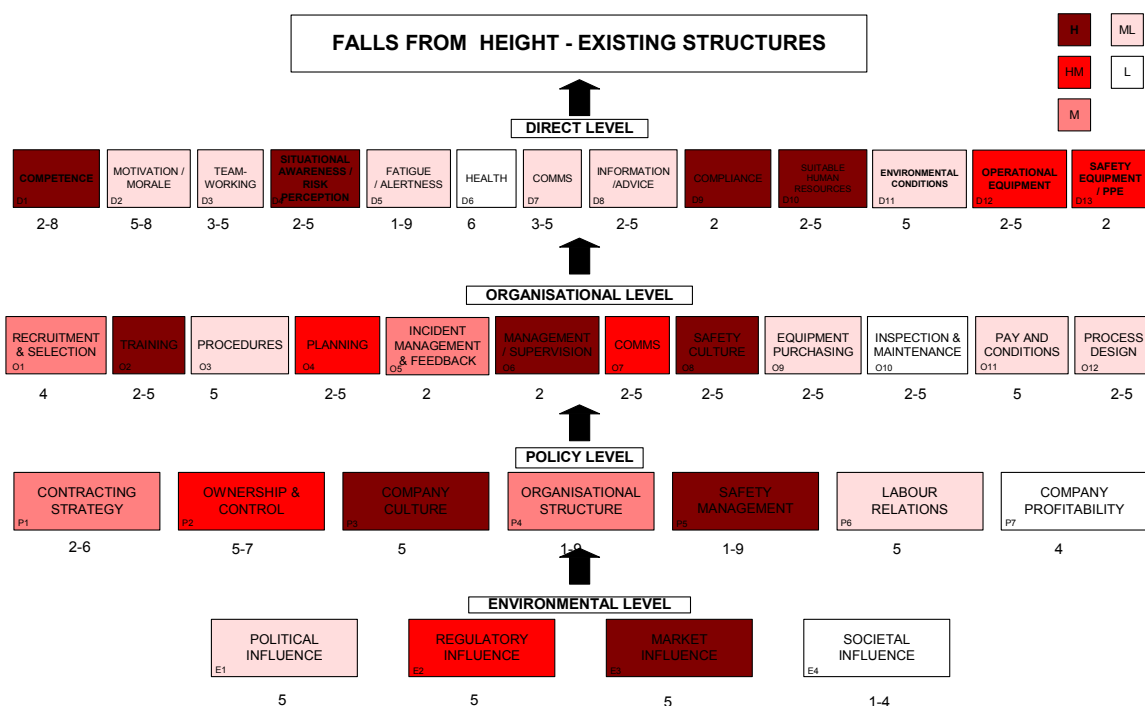 FALLS FROM HEIGHT - EXISTING STRUCTURES
H
ML
HM
L
M
DIRECT LEVEL
COMPETENCE
D1
MOTIVATION /
MORALE
D2
TEAM-
WORKING
D3
SITUATIONAL
AWARENESS /
RISK
PERCEPTION
D4
FATIGUE
/ ALERTNESS
D5
HEALTH
D6
COMMS
D7
INFORMATION
/ADVICE
D8
COMPLIANCE
D9
SUITABLE
HUMAN
RESOURCES
D10
ENVIRONMENTAL
CONDITIONS
D11
OPERATIONAL
EQUIPMENT
D12
SAFETY
EQUIPMENT
/ PPE
D13
2-8
5-8
3-5
2-5
1-9
6
3-5
2-5
2
2-5
5
2-5
2
ORGANISATIONAL LEVEL
RECRUITMENT
& SELECTION
O1
TRAINING
O2
PROCEDURES
O3
PLANNING
O4
INCIDENT
MANAGEMENT
& FEEDBACK
O5
MANAGEMENT
/ SUPERVISION
O6
COMMS
O7
SAFETY
CULTURE
O8
EQUIPMENT
PURCHASING
O9
INSPECTION &
MAINTENANCE
O10
PAY AND
CONDITIONS
O11
PROCESS
DESIGN
O12
4
2-5
5
2-5
2
2
2-5
2-5
2-5
2-5
5
2-5
POLICY LEVEL
CONTRACTING
STRATEGY
P1
OWNERSHIP &
CONTROL
P2
COMPANY
CULTURE
P3
ORGANISATIONAL
STRUCTURE
P4
SAFETY
MANAGEMENT
P5
LABOUR
RELATIONS
P6
COMPANY
PROFITABILITY
P7
2-6
5-7
5
1-9
1-9
5
4
ENVIRONMENTAL LEVEL
POLITICAL
INFLUENCE
E1
REGULATORY
INFLUENCE
E2
MARKET
INFLUENCE
E3
SOCIETAL
INFLUENCE
E4
5
5
5
1-4